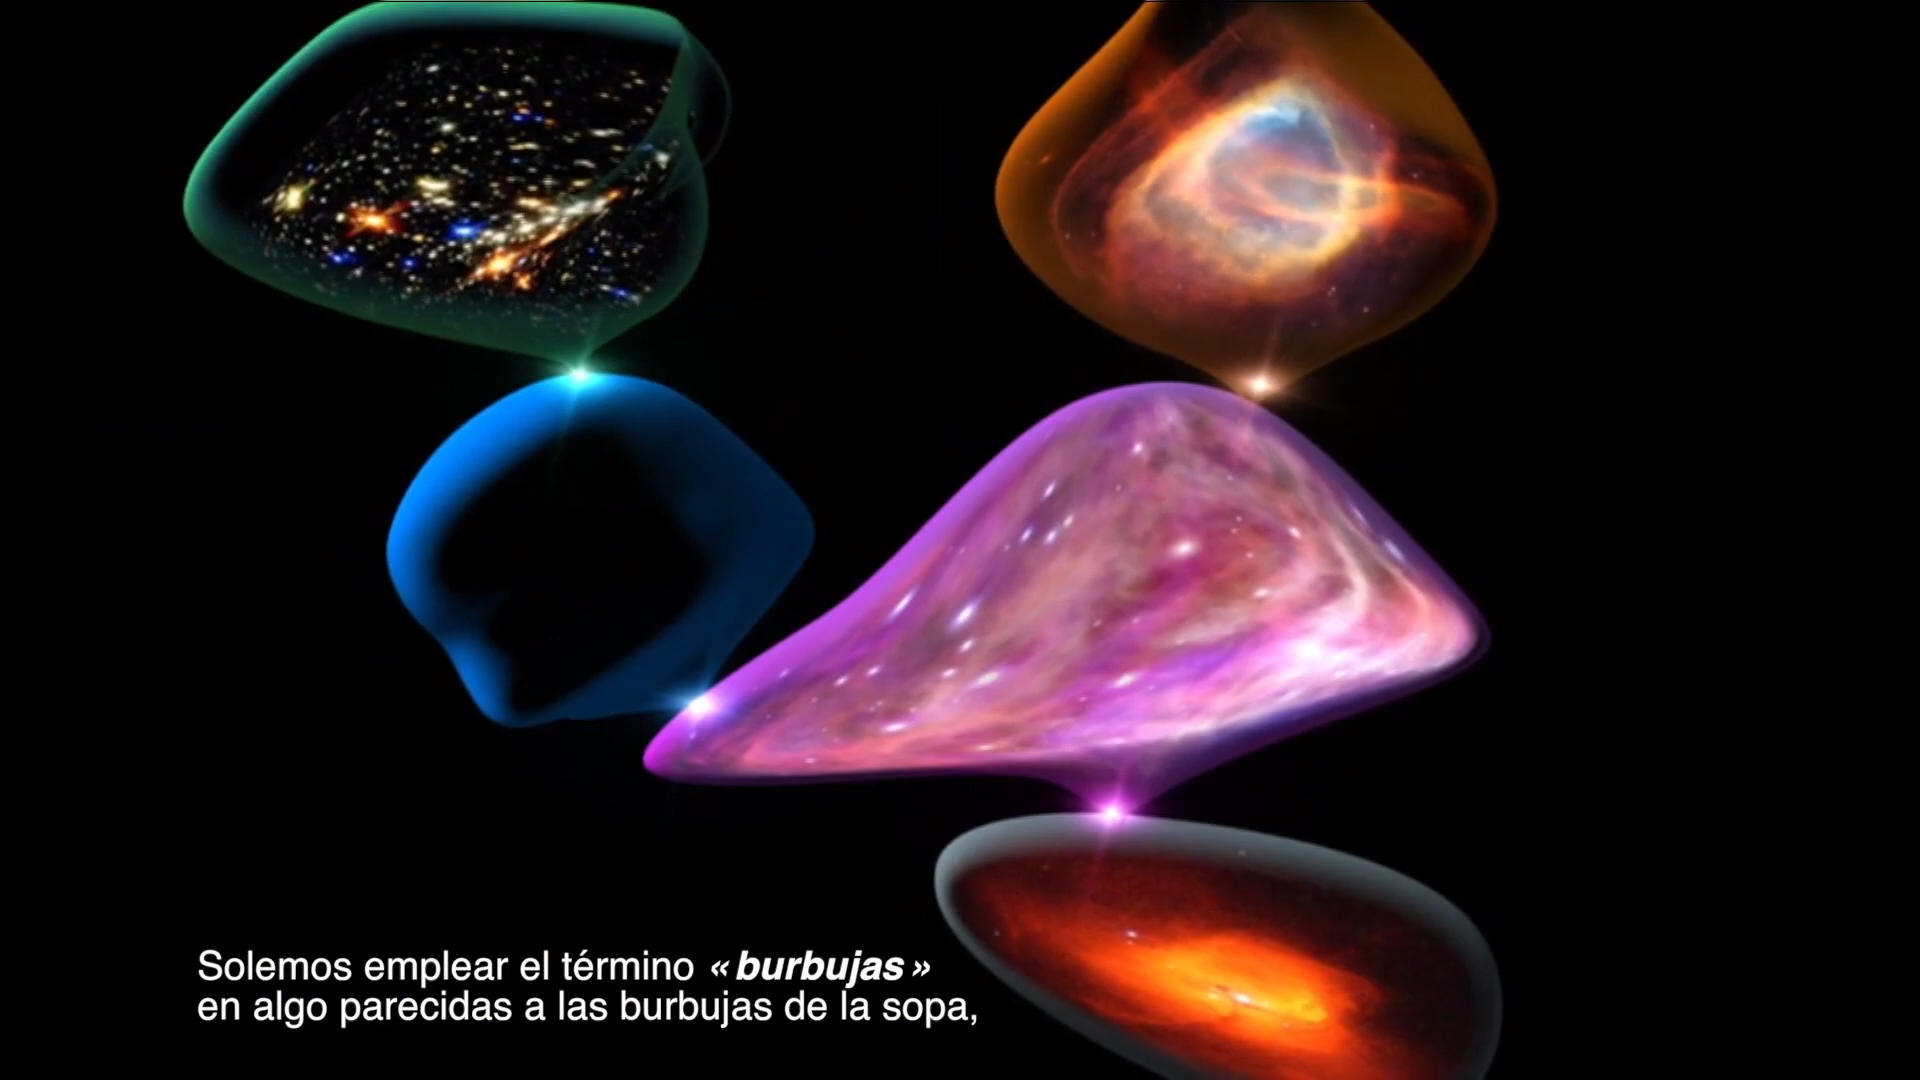 Solemos emplear el término «burbujas»
en algo parecidas a las burbujas de la sopa,